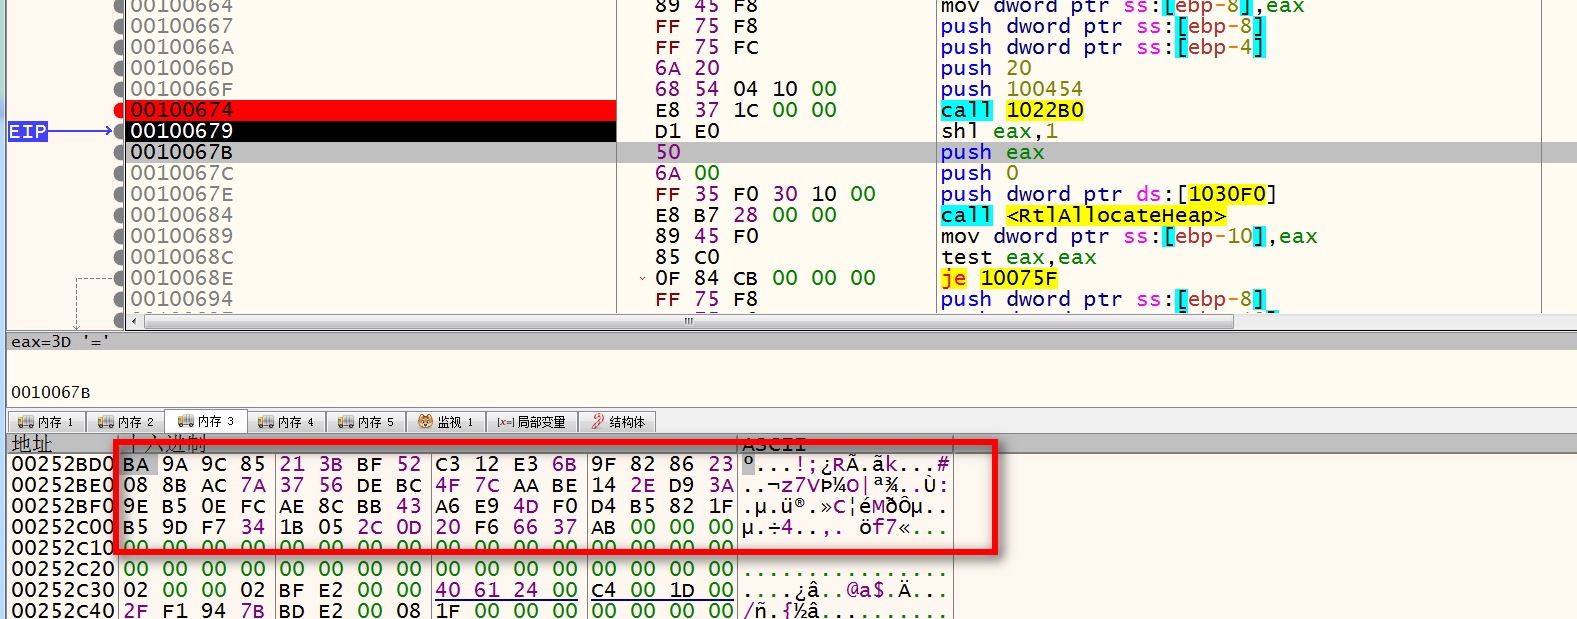 00100664 89 45 F8 mov dword ptr ss:[ebp-8],eax
00100667 FF 75 F8 push dword ptr ss:[ebp-8]
0010066A FF 75 FC push dword ptr ss:[ebp-4]
0010066D 6A 20 push 20
0010066F 68 54 04 10 00 push 100454
00100674 E8 37 1C 00 00 call 1022B0
EIP 00100679 D1 E0 shl eax,1
0010067B 50 push eax
0010067C 6A 00 push 0
0010067E FF 35 F0 30 10 00 push dword ptr ds:[1030F0]
00100684 E8 B7 28 00 00 call <RtlAllocateHeap>
00100689 89 45 F0 mov dword ptr ss:[ebp-10],eax
0010068C 85 C0 test eax,eax
0010068E 0F 84 CB 00 00 00 je 10075F
00100694 FF 75 F8 push dword ptr ss:[ebp-8]
eax=3D '='
0010067B
内存 1 内存 2 内存 3 内存 4 内存 5 监视 1 [x=] 局部变量 结构体
地址 十六进制 ASCII
00252BD0 BA 9A 9C 85 21 3B BF 52 C3 12 E3 6B 9F 82 86 23 º...!;¿RÃ.ãk...#
00252BE0 08 8B AC 7A 37 56 DE BC 4F 7C AA BE 14 2E D9 3A ..¬z7VÞ¼O|ª¾..Ù:
00252BF0 9E B5 0E FC AE 8C BB 43 A6 E9 4D F0 D4 B5 82 1F .µ.ü®.»C¦éMðÔµ..
00252C00 B5 9D F7 34 1B 05 2C 0D 20 F6 66 37 AB 00 00 00 µ.÷4..,. öf7«...
00252C10 00 00 00 00 00 00 00 00 00 00 00 00 00 00 00 00
00252C20 00 00 00 00 00 00 00 00 00 00 00 00 00 00 00 00 ................
00252C30 02 00 00 02 BF E2 00 00 40 61 24 00 C4 00 1D 00 ....¿â..@a$.Ä...
00252C40 2F F1 94 7B BD E2 00 08 1F 00 00 00 00 00 00 00 /ñ.{½â..........